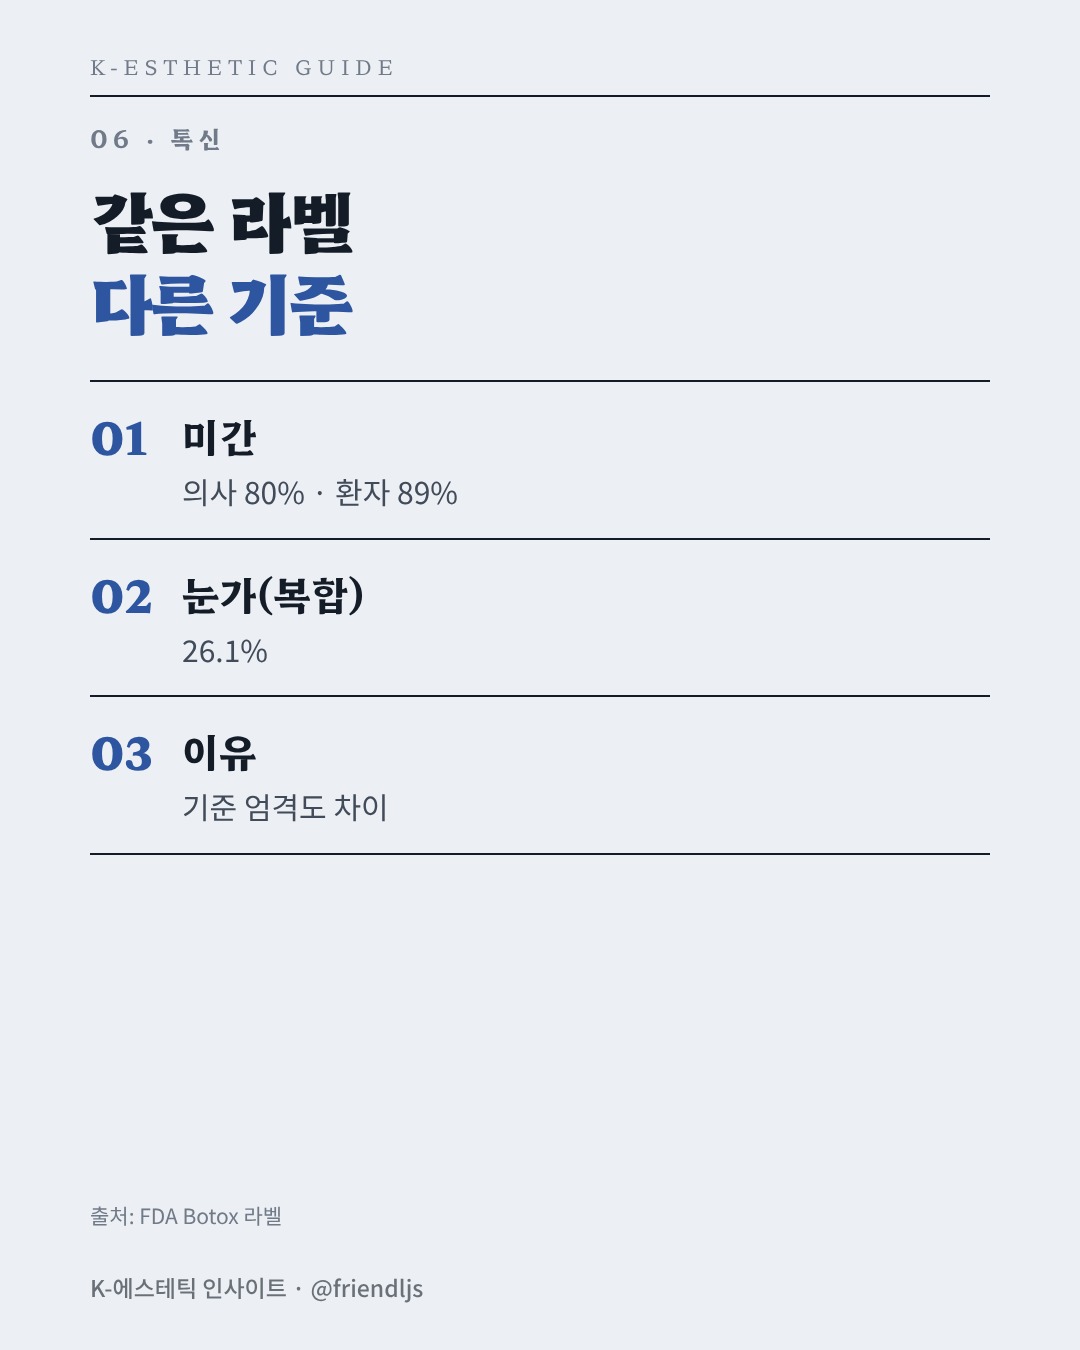 K-ESTHETIC GUIDE
06 · 톡신
같은 라벨
다른 기준
01 미간
의사 80% · 환자 89%
02 눈가(복합)
26.1%
03 이유
기준 엄격도 차이
출처: FDA Botox 라벨
K-에스테틱 인사이트 · @friendljs